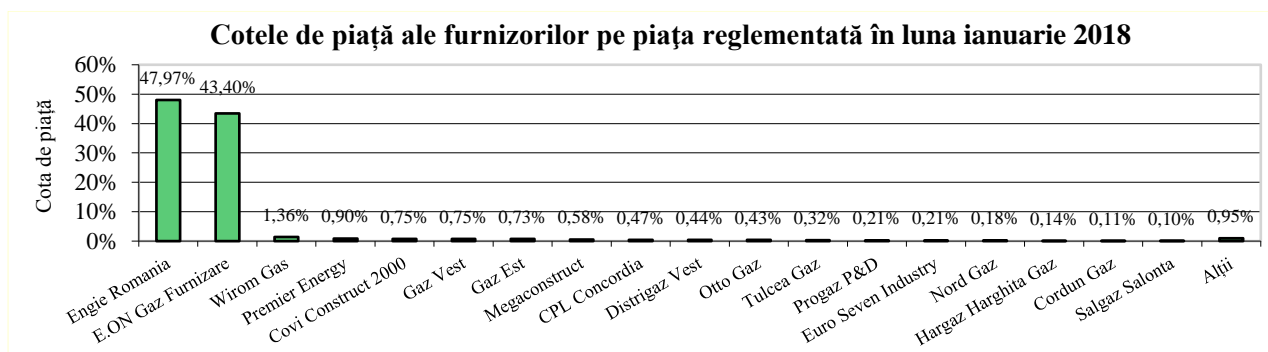 Cotele de piață ale furnizorilor pe piaţa reglementată în luna ianuarie 2018
Cota de piață
60%
50%
40%
30%
20%
10%
0%
47,97%
43,40%
1,36%
0,90%
0,75%
0,75%
0,73%
0,58%
0,47%
0,44%
0,43%
0,32%
0,21%
0,21%
0,18%
0,14%
0,11%
0,10%
0,95%
Engie Romania
E.ON Gaz Furnizare
Wirom Gas
Premier Energy
Covi Construct 2000
Gaz Vest
Gaz Est
Megaconstruct
CPL Concordia
Distrigaz Vest
Otto Gaz
Tulcea Gaz
Progaz P&D
Euro Seven Industry
Nord Gaz
Hargaz Harghita Gaz
Cordun Gaz
Salgaz Salonta
Alții